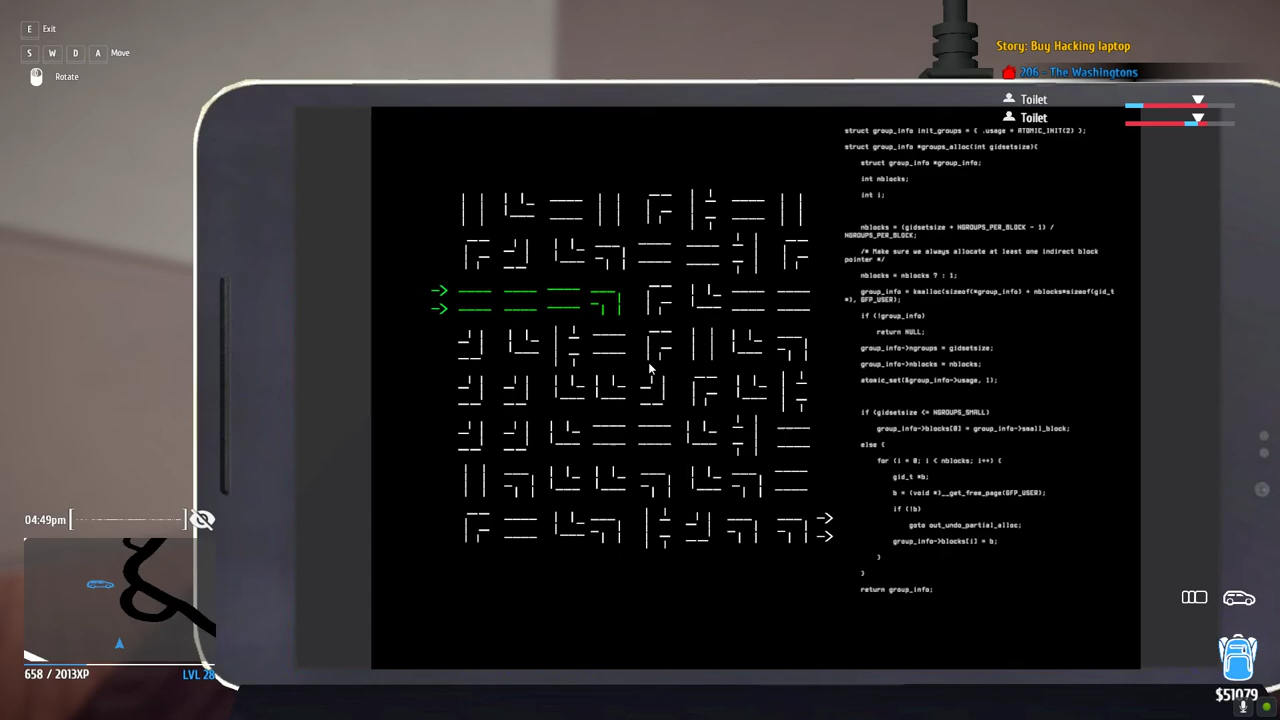 E Exit
S W D A Move
Rotate
Story: Buy Hacking laptop
206 - The Washingtons
Toilet
Toilet
struct group_info init_groups = { .usage = ATOMIC_INIT(2) };
struct group_info *groups_alloc(int gidsetsize){
struct group_info *group_info;
int nblocks;
int i;
nblocks = (gidsetsize + NGROUPS_PER_BLOCK - 1) /
NGROUPS_PER_BLOCK;
/* Make sure we always allocate at least one indirect block
pointer */
nblocks = nblocks ? : 1;
group_info = kmalloc(sizeof(*group_info) + nblocks*sizeof(gid_t
*), GFP_USER);
if (!group_info)
return NULL;
group_info->ngroups = gidsetsize;
group_info->nblocks = nblocks;
atomic_set(&group_info->usage, 1);
if (gidsetsize <= NGROUPS_SMALL)
group_info->blocks[0] = group_info->small_block;
else {
for (i = 0; i < nblocks; i++) {
gid_t *b;
b = (void *)__get_free_page(GFP_USER);
if (!b)
goto out_undo_partial_alloc;
group_info->blocks[i] = b;
}
}
return group_info;
04:49pm
658 / 2013XP
LVL 28
$51079